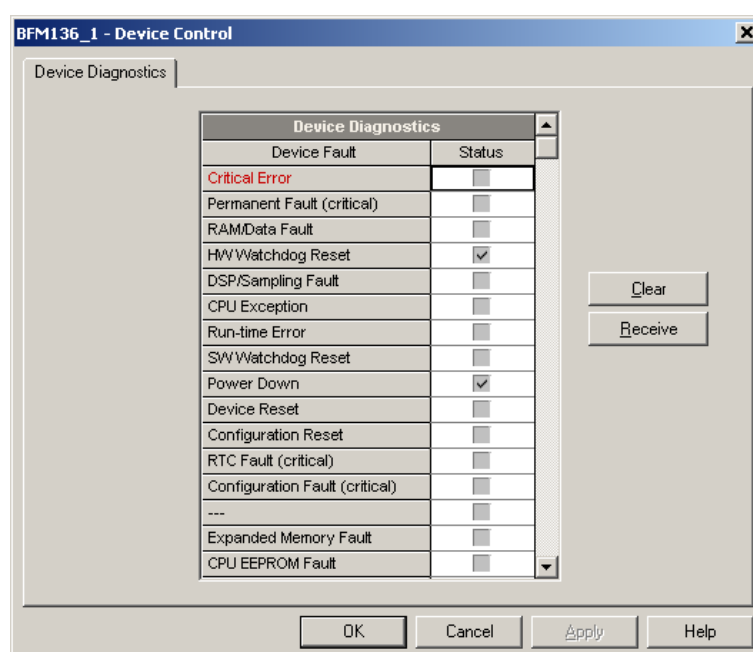 BFM136_1 - Device Control
Device Diagnostics
Device Diagnostics
Device Fault Status
Critical Error
Permanent Fault (critical)
RAM/Data Fault
HW Watchdog Reset
DSP/Sampling Fault
CPU Exception
Run-time Error
SW Watchdog Reset
Power Down
Device Reset
Configuration Reset
RTC Fault (critical)
Configuration Fault (critical)
---
Expanded Memory Fault
CPU EEPROM Fault
Clear
Receive
OK Cancel Apply Help